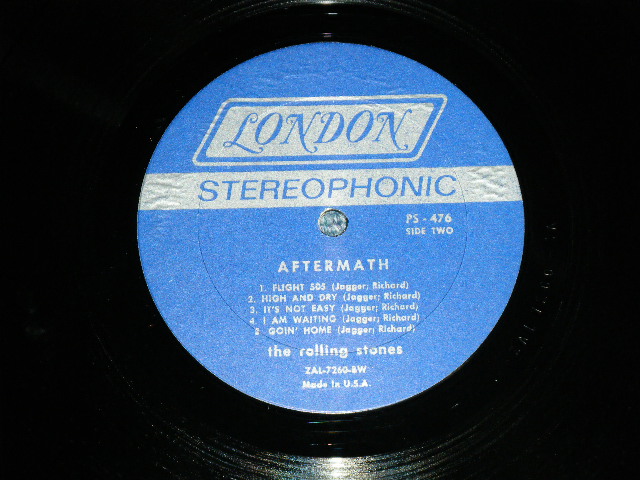 LONDON
STEREOPHONIC
PS - 476
SIDE TWO
AFTERMATH
1. FLIGHT 505 (Jagger; Richard)
2. HIGH AND DRY (Jagger; Richard)
3. IT'S NOT EASY (Jagger; Richard)
4. I AM WAITING (Jagger; Richard)
5. GOIN' HOME (Jagger; Richard)
the rolling stones
ZAL-7260-BW
Made In U.S.A.